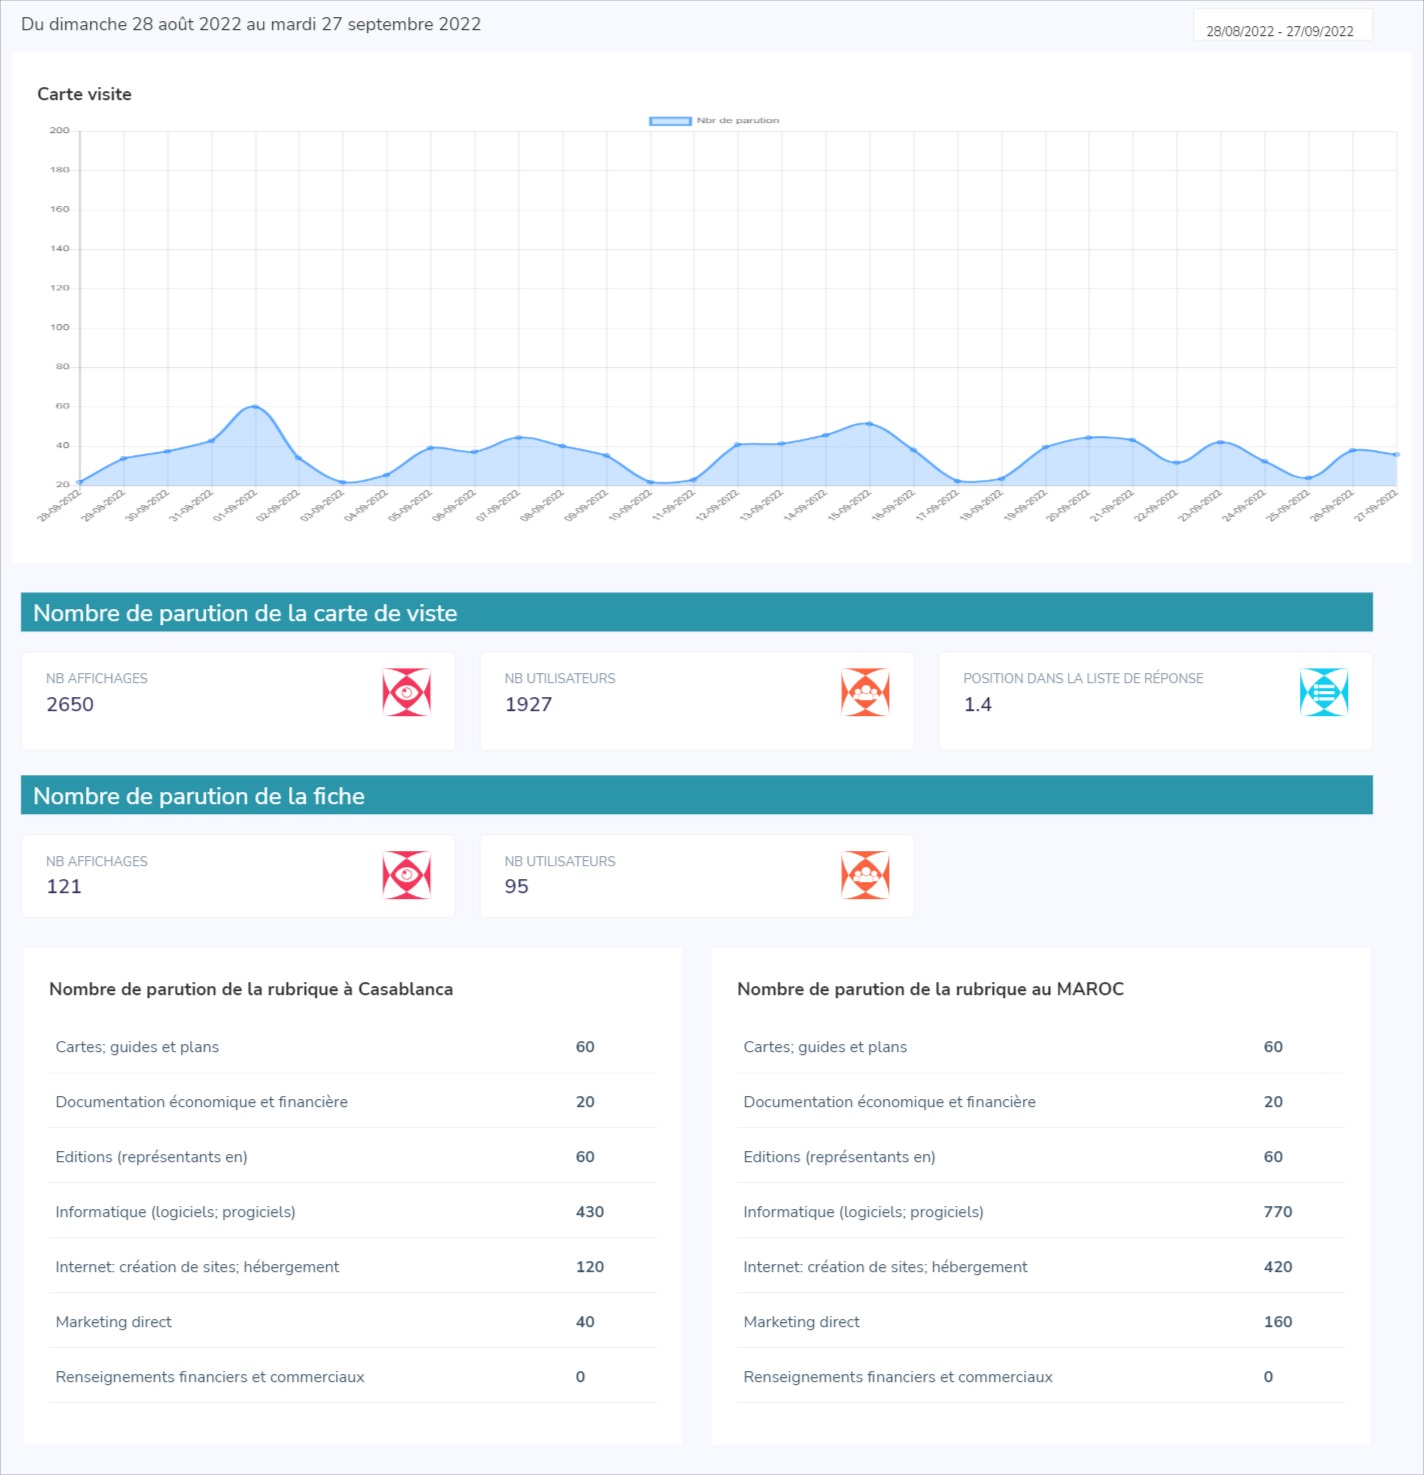 Du dimanche 28 août 2022 au mardi 27 septembre 2022
28/08/2022 - 27/09/2022
Carte visite
Nbr de parution
200
180
160
140
120
100
80
60
40
20
28-08-2022
29-08-2022
30-08-2022
31-08-2022
01-09-2022
02-09-2022
03-09-2022
04-09-2022
05-09-2022
06-09-2022
07-09-2022
08-09-2022
09-09-2022
10-09-2022
11-09-2022
12-09-2022
13-09-2022
14-09-2022
15-09-2022
16-09-2022
17-09-2022
18-09-2022
19-09-2022
20-09-2022
21-09-2022
22-09-2022
23-09-2022
24-09-2022
25-09-2022
26-09-2022
27-09-2022
Nombre de parution de la carte de viste
NB AFFICHAGES
2650
NB UTILISATEURS
1927
POSITION DANS LA LISTE DE RÉPONSE
1.4
Nombre de parution de la fiche
NB AFFICHAGES
121
NB UTILISATEURS
95
Nombre de parution de la rubrique à Casablanca
Cartes; guides et plans 60
Documentation économique et financière 20
Editions (représentants en) 60
Informatique (logiciels; progiciels) 430
Internet: création de sites; hébergement 120
Marketing direct 40
Renseignements financiers et commerciaux 0
Nombre de parution de la rubrique au MAROC
Cartes; guides et plans 60
Documentation économique et financière 20
Editions (représentants en) 60
Informatique (logiciels; progiciels) 770
Internet: création de sites; hébergement 420
Marketing direct 160
Renseignements financiers et commerciaux 0